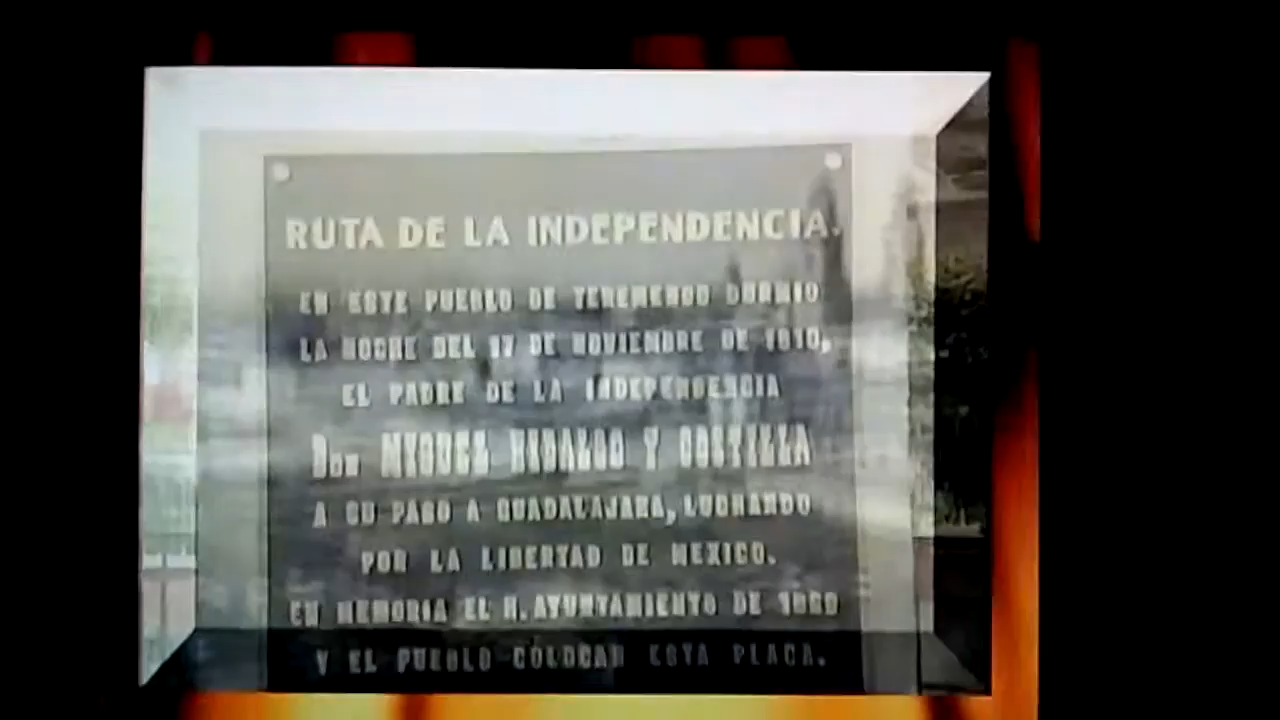 RUTA DE LA INDEPENDENCIA.
EN ESTE PUEBLO DE TEREMENDO DURMIO
LA NOCHE DEL 17 DE NOVIEMBRE DE 1810,
EL PADRE DE LA INDEPENDENCIA
Don MIGUEL HIDALGO Y COSTILLA
A SU PASO A GUADALAJARA, LUCHANDO
POR LA LIBERTAD DE MEXICO.
EN MEMORIA EL H. AYUNTAMIENTO DE
Y EL PUEBLO COLOCAN ESTA PLACA.